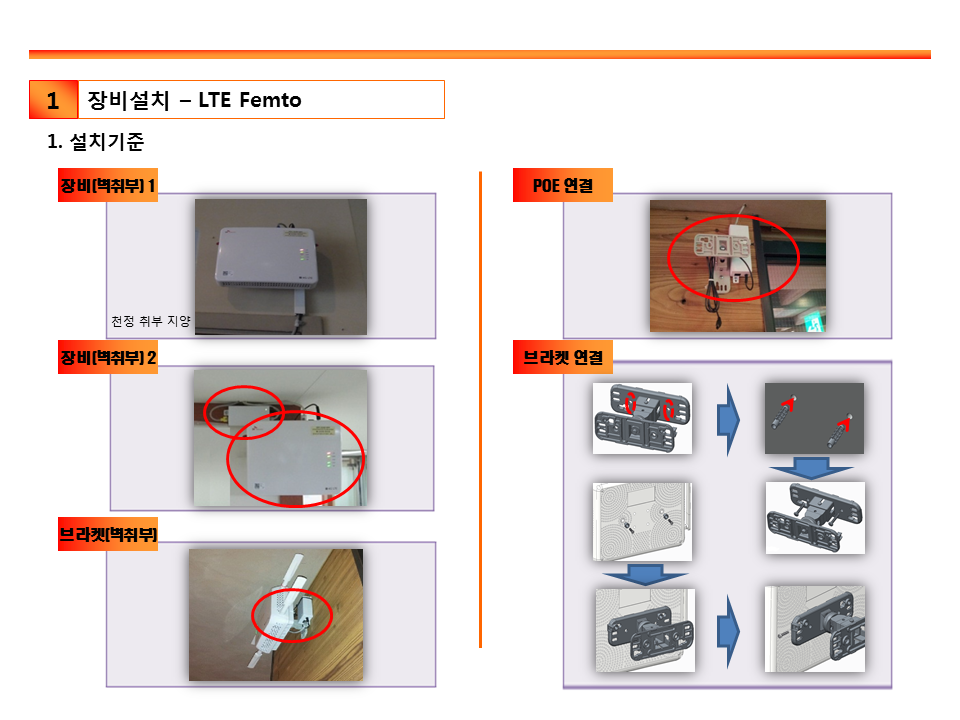 1
장비설치 – LTE Femto
1. 설치기준
장비(벽취부) 1
천정 취부 지양
장비(벽취부) 2
브라켓(벽취부)
POE 연결
브라켓 연결